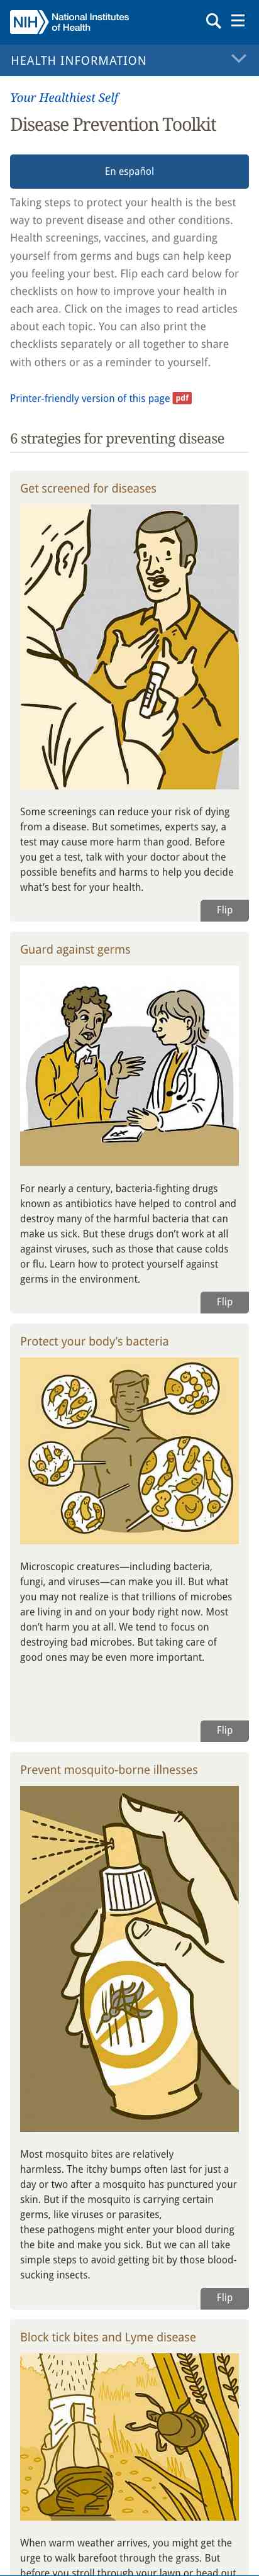 NIH National Institutes
of Health
HEALTH INFORMATION
Your Healthiest Self
Disease Prevention Toolkit
En español
Taking steps to protect your health is the best
way to prevent disease and other conditions.
Health screenings, vaccines, and guarding
yourself from germs and bugs can help keep
you feeling your best. Flip each card below for
checklists on how to improve your health in
each area. Click on the images to read articles
about each topic. You can also print the
checklists separately or all together to share
with others or as a reminder to yourself.
Printer-friendly version of this page pdf
6 strategies for preventing disease
Get screened for diseases
Some screenings can reduce your risk of dying
from a disease. But sometimes, experts say, a
test may cause more harm than good. Before
you get a test, talk with your doctor about the
possible benefits and harms to help you decide
what's best for your health.
Flip
Guard against germs
For nearly a century, bacteria-fighting drugs
known as antibiotics have helped to control and
destroy many of the harmful bacteria that can
make us sick. But these drugs don't work at all
against viruses, such as those that cause colds
or flu. Learn how to protect yourself against
germs in the environment.
Flip
Protect your body's bacteria
Microscopic creatures—including bacteria,
fungi, and viruses—can make you ill. But what
you may not realize is that trillions of microbes
are living in and on your body right now. Most
don't harm you at all. We tend to focus on
destroying bad microbes. But taking care of
good ones may be even more important.
Flip
Prevent mosquito-borne illnesses
Most mosquito bites are relatively
harmless. The itchy bumps often last for just a
day or two after a mosquito has punctured your
skin. But if the mosquito is carrying certain
germs, like viruses or parasites,
these pathogens might enter your blood during
the bite and make you sick. But we can all take
simple steps to avoid getting bit by those blood-
sucking insects.
Flip
Block tick bites and Lyme disease
When warm weather arrives, you might get the
urge to walk barefoot through the grass. But
before you stroll through your lawn or head out